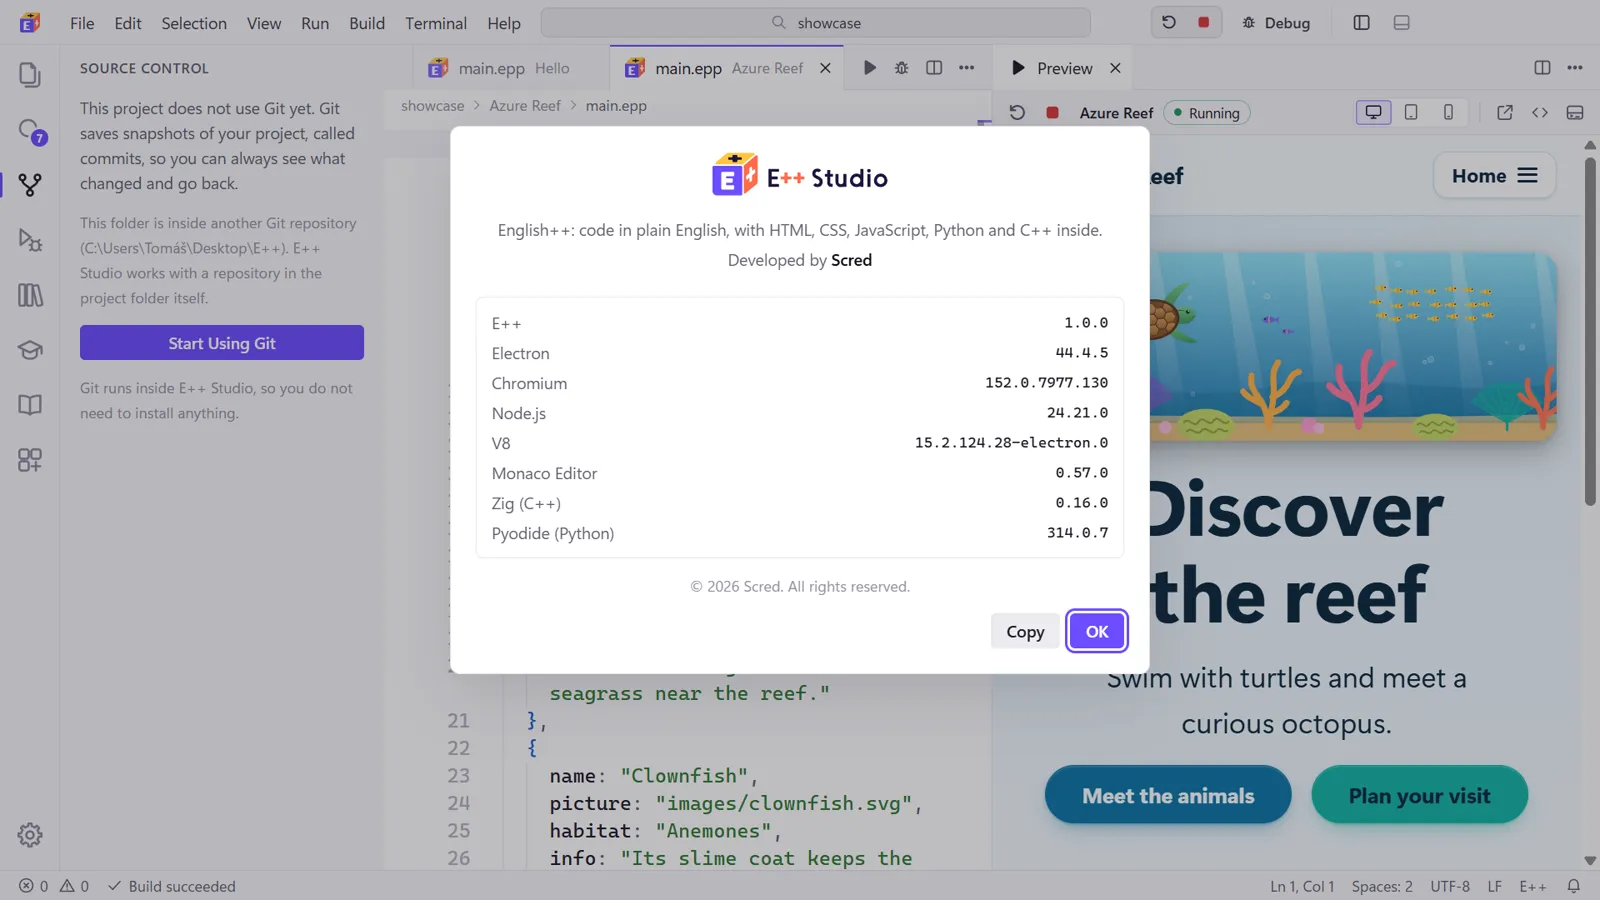 File Edit Selection View Run Build Terminal Help
showcase
Debug
SOURCE CONTROL
This project does not use Git yet. Git
saves snapshots of your project, called
commits, so you can always see what
changed and go back.
This folder is inside another Git repository
(C:\Users\Tomáš\Desktop\E++). E++
Studio works with a repository in the
project folder itself.
Start Using Git
Git runs inside E++ Studio, so you do not
need to install anything.
7
main.epp Hello
main.epp Azure Reef
showcase > Azure Reef > main.epp
Preview
Azure Reef
Running
E++ Studio
English++: code in plain English, with HTML, CSS, JavaScript, Python and C++ inside.
Developed by Scred
E++ 1.0.0
Electron 44.4.5
Chromium 152.0.7977.130
Node.js 24.21.0
V8 15.2.124.28-electron.0
Monaco Editor 0.57.0
Zig (C++) 0.16.0
Pyodide (Python) 314.0.7
© 2026 Scred. All rights reserved.
Copy
OK
seagrass near the reef."
21 },
22 {
23 name: "Clownfish",
24 picture: "images/clownfish.svg",
25 habitat: "Anemones",
26 info: "Its slime coat keeps the
Home
Discover
the reef
Swim with turtles and meet a
curious octopus.
Meet the animals
Plan your visit
0 0 Build succeeded
Ln 1, Col 1 Spaces: 2 UTF-8 LF E++